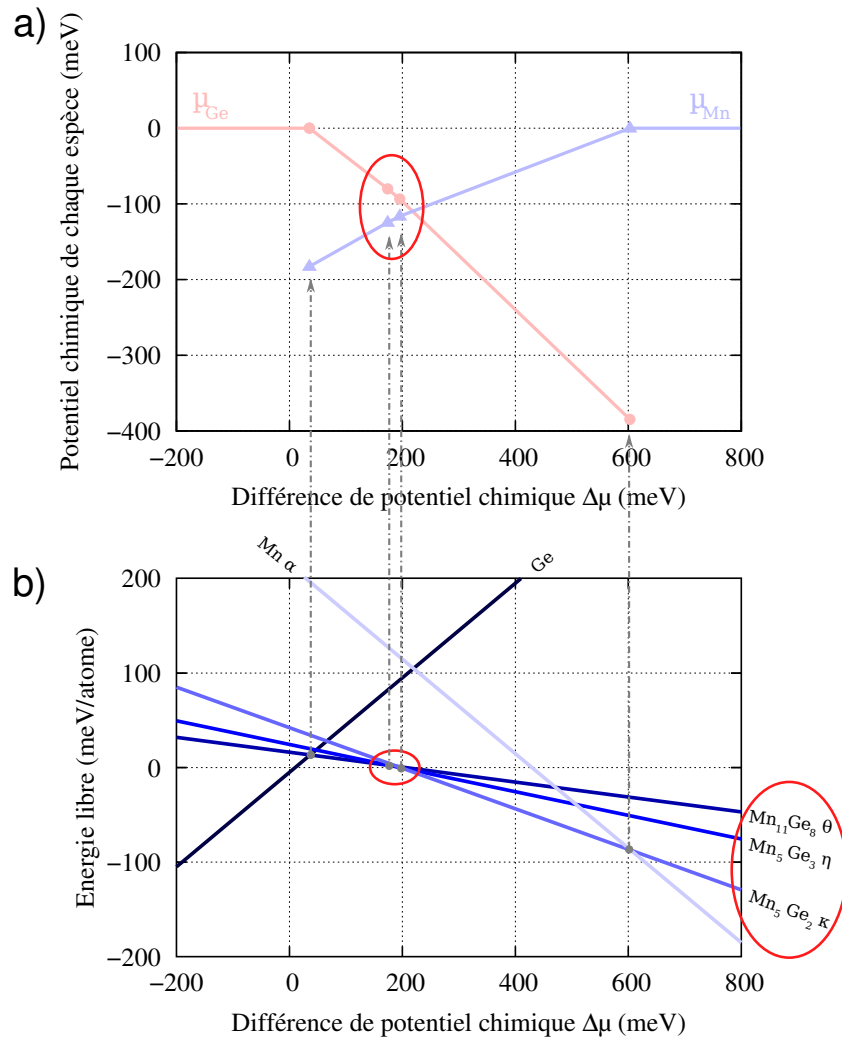 a)
Potentiel chimique de chaque espèce (meV)
100
0
−100
−200
−300
−400
μGe
μMn
−200
0
200
400
600
800
Différence de potentiel chimique Δμ (meV)
b)
Mn α
Ge
Energie libre (meV/atome)
200
100
0
−100
−200
Mn11Ge8 θ
Mn5Ge3 η
Mn5 Ge2 κ
−200
0
200
400
600
800
Différence de potentiel chimique Δμ (meV)